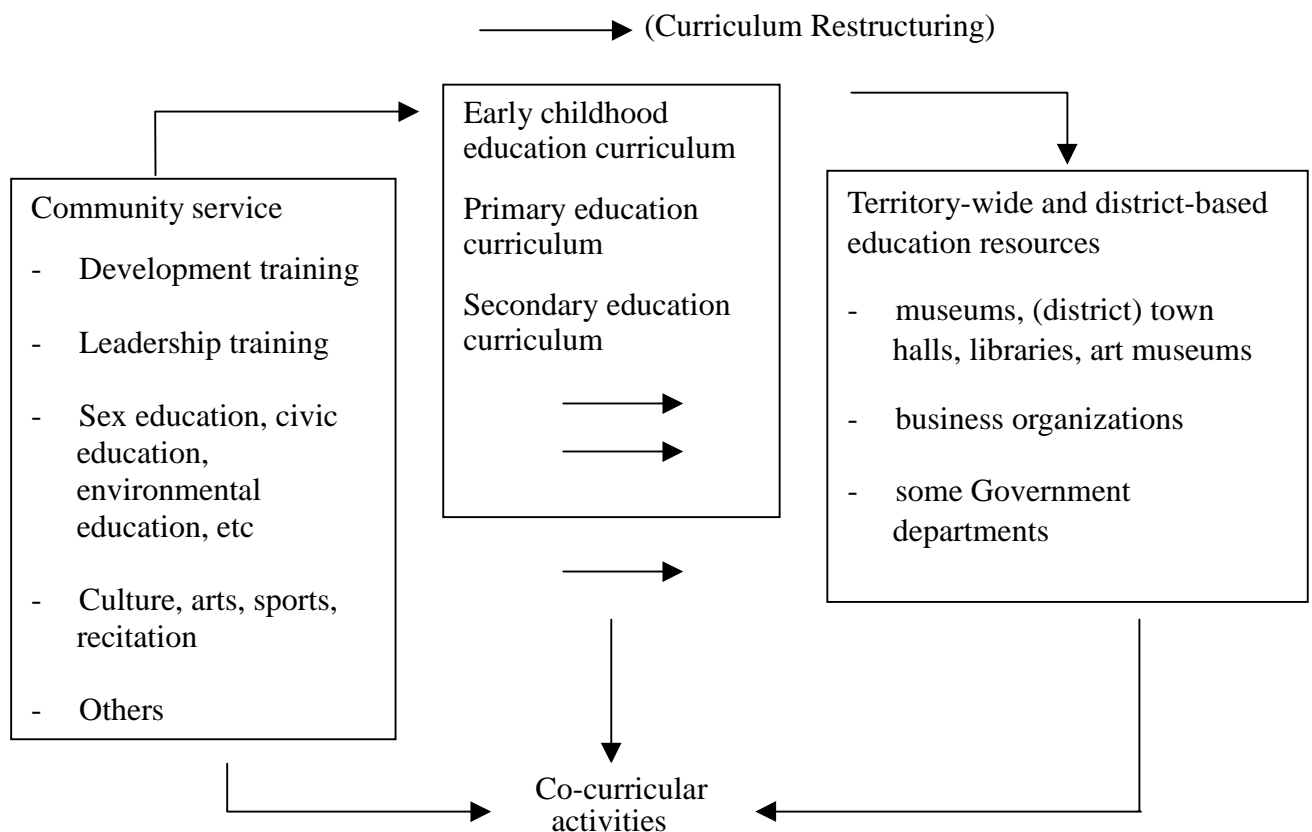 (Curriculum Restructuring)
Community service
- Development training
- Leadership training
- Sex education, civic
education,
environmental
education, etc
- Culture, arts, sports,
recitation
- Others
Early childhood
education curriculum
Primary education
curriculum
Secondary education
curriculum
Territory-wide and district-based
education resources
- museums, (district) town
halls, libraries, art museums
- business organizations
- some Government
departments
Co-curricular
activities